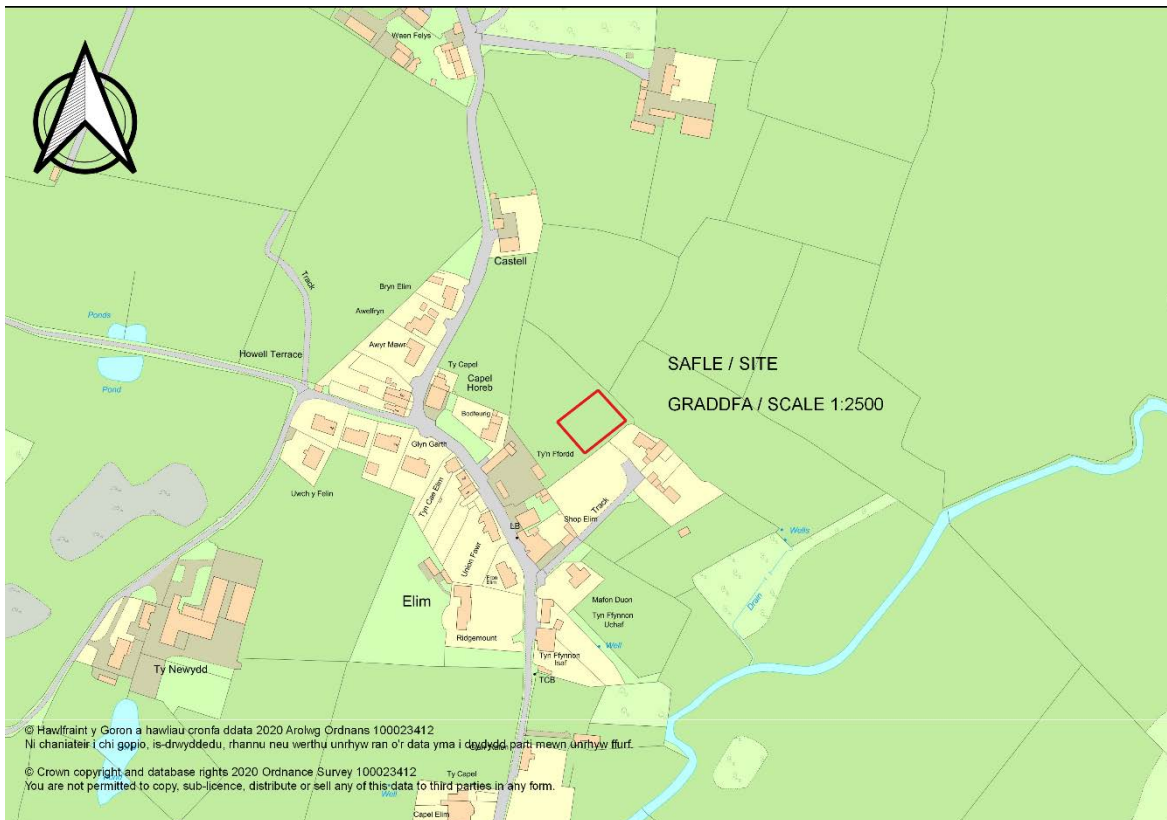 Waen Felys
Castell
Track
Bryn Elim
Awelfryn
Ponds
Awyr Mawr
Howell Terrace
Pond
Ty Capel
Capel
Horeb
SAFLE / SITE
GRADDFA / SCALE 1:2500
Bodfeurig
Glyn Garth
Ty'n Ffordd
Uwch y Felin
Tyn Cae Elim
Track
Shop Elim
LB
Union Fawr
Wells
Drain
Elim
Mafon Duon
Tyn Ffynnon
Uchaf
Ridgemount
Well
Ty Newydd
Tyn Ffynnon
Isaf
TCB
© Hawlfraint y Goron a hawliau cronfa ddata 2020 Arolwg Ordnans 100023412
Ni chaniateir i chi gopio, is-drwyddedu, rhannu neu werthu unrhyw ran o'r data yma i drydydd parti mewn unrhyw ffurf.
© Crown copyright and database rights 2020 Ordnance Survey 100023412
Ty Capel
You are not permitted to copy, sub-licence, distribute or sell any of this data to third parties in any form.
Well
Capel Elim